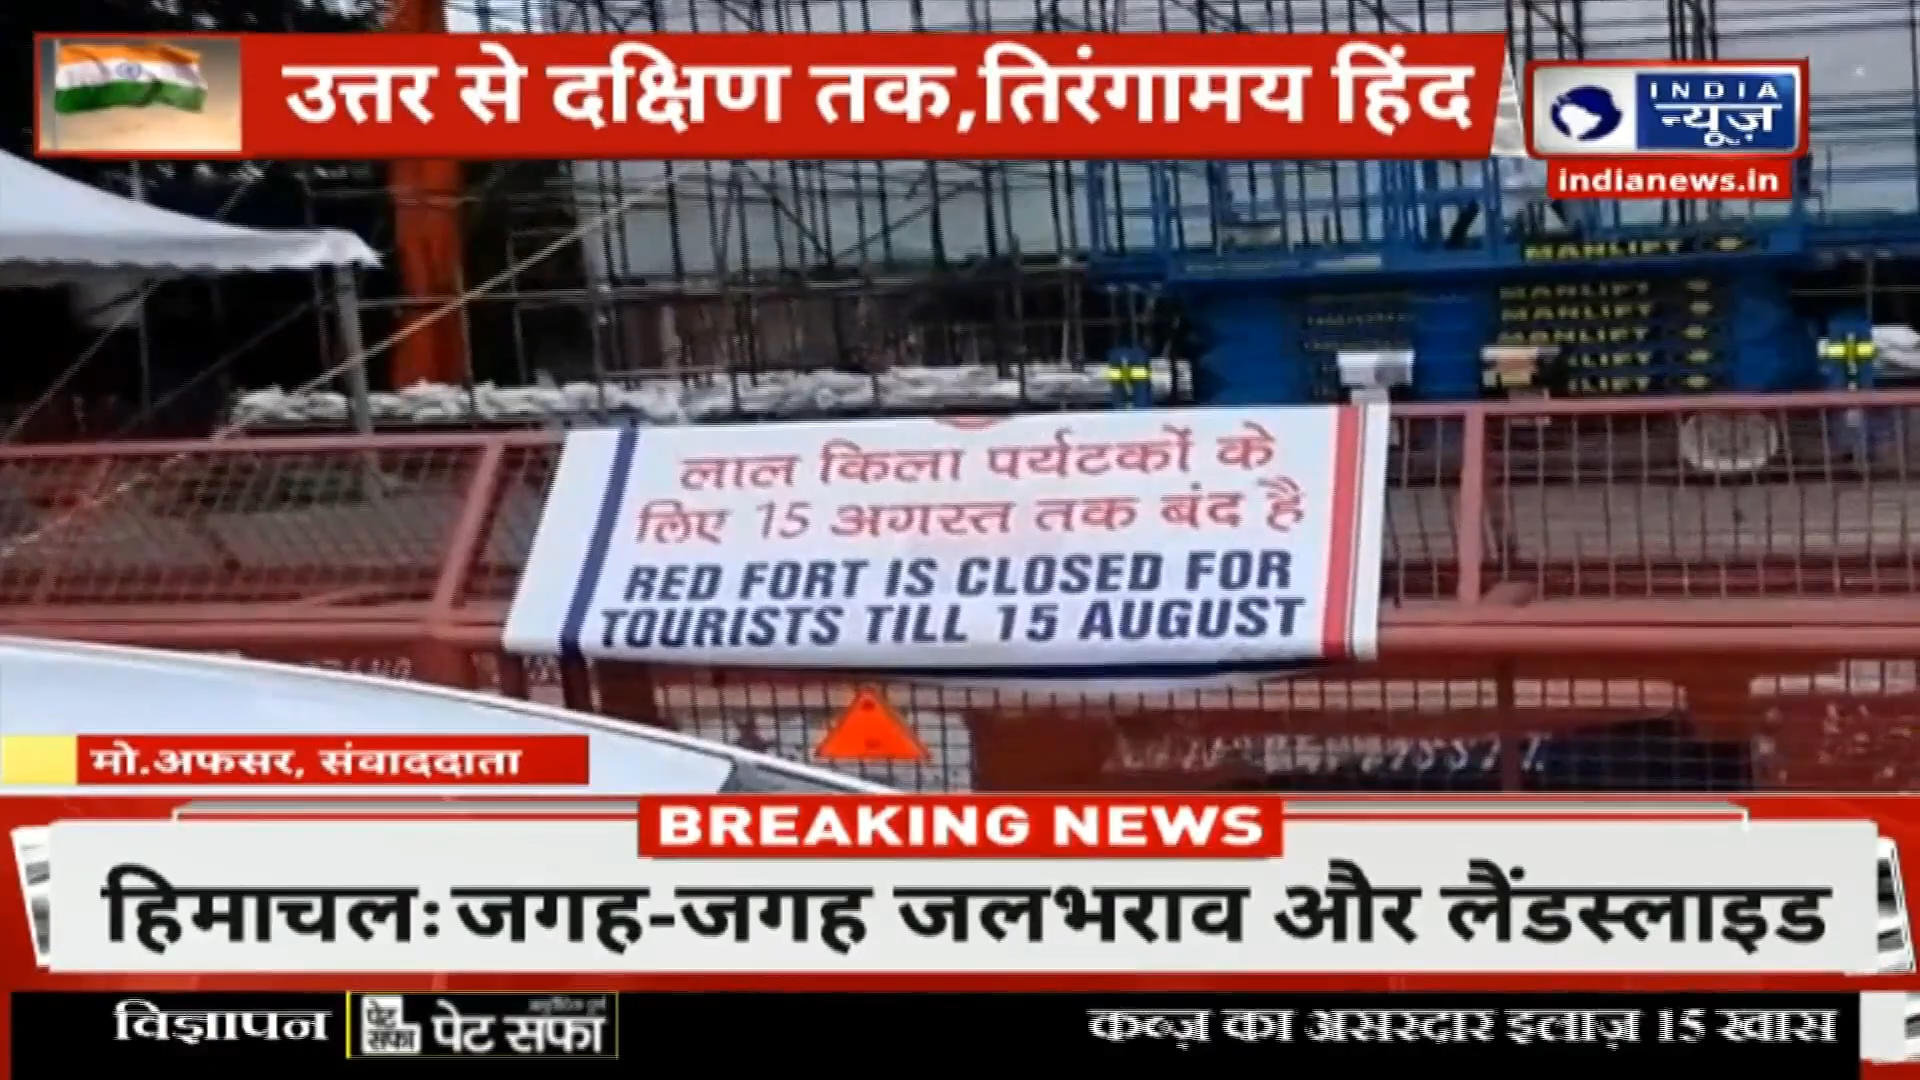 उत्तर से दक्षिण तक,तिरंगामय हिंद
INDIA
न्यूज़
indianews.in
MANLIFT
MANLIFT
MANLIFT
MANLIFT
लाल किला पर्यटकों के
लिए 15 अगस्त तक बंद है
RED FORT IS CLOSED FOR
TOURISTS TILL 15 AUGUST
मो.अफसर, संवाददाता
BREAKING NEWS
हिमाचल: जगह-जगह जलभराव और लैंडस्लाइड
विज्ञापन
पेट सफा
पेट सफा
कब्ज़ का असरदार इलाज़ 15 खास